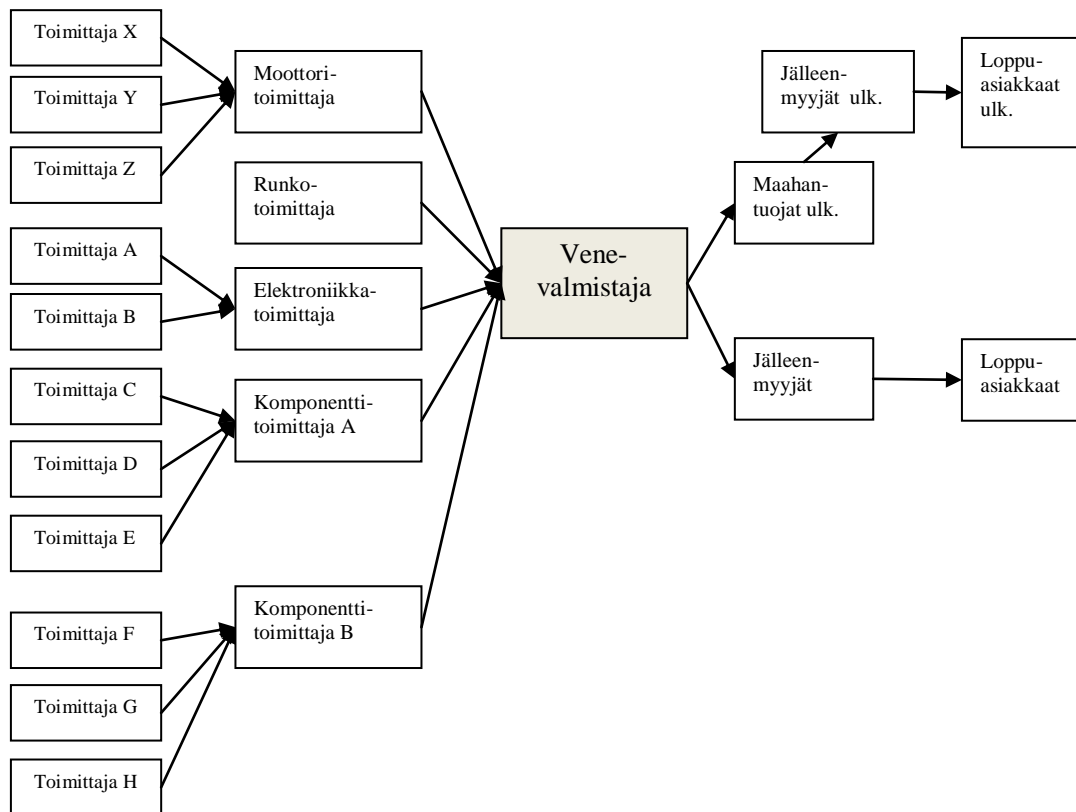 Toimittaja X
Toimittaja Y
Toimittaja Z
Toimittaja A
Toimittaja B
Toimittaja C
Toimittaja D
Toimittaja E
Toimittaja F
Toimittaja G
Toimittaja H
Moottori-
toimittaja
Runko-
toimittaja
Elektroniikka-
toimittaja
Komponentti-
toimittaja A
Komponentti-
toimittaja B
Vene-
valmistaja
Jälleen-
myyjät ulk.
Maahan-
tuojat ulk.
Jälleen-
myyjät
Loppu-
asiakkaat
ulk.
Loppu-
asiakkaat